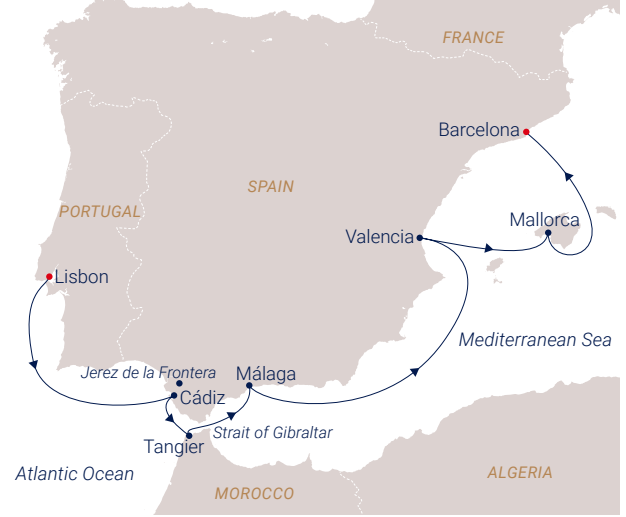 FRANCE
Barcelona
SPAIN
PORTUGAL
Mallorca
Valencia
Lisbon
Mediterranean Sea
Jerez de la Frontera
Málaga
Cádiz
Strait of Gibraltar
Tangier
Atlantic Ocean
ALGERIA
MOROCCO